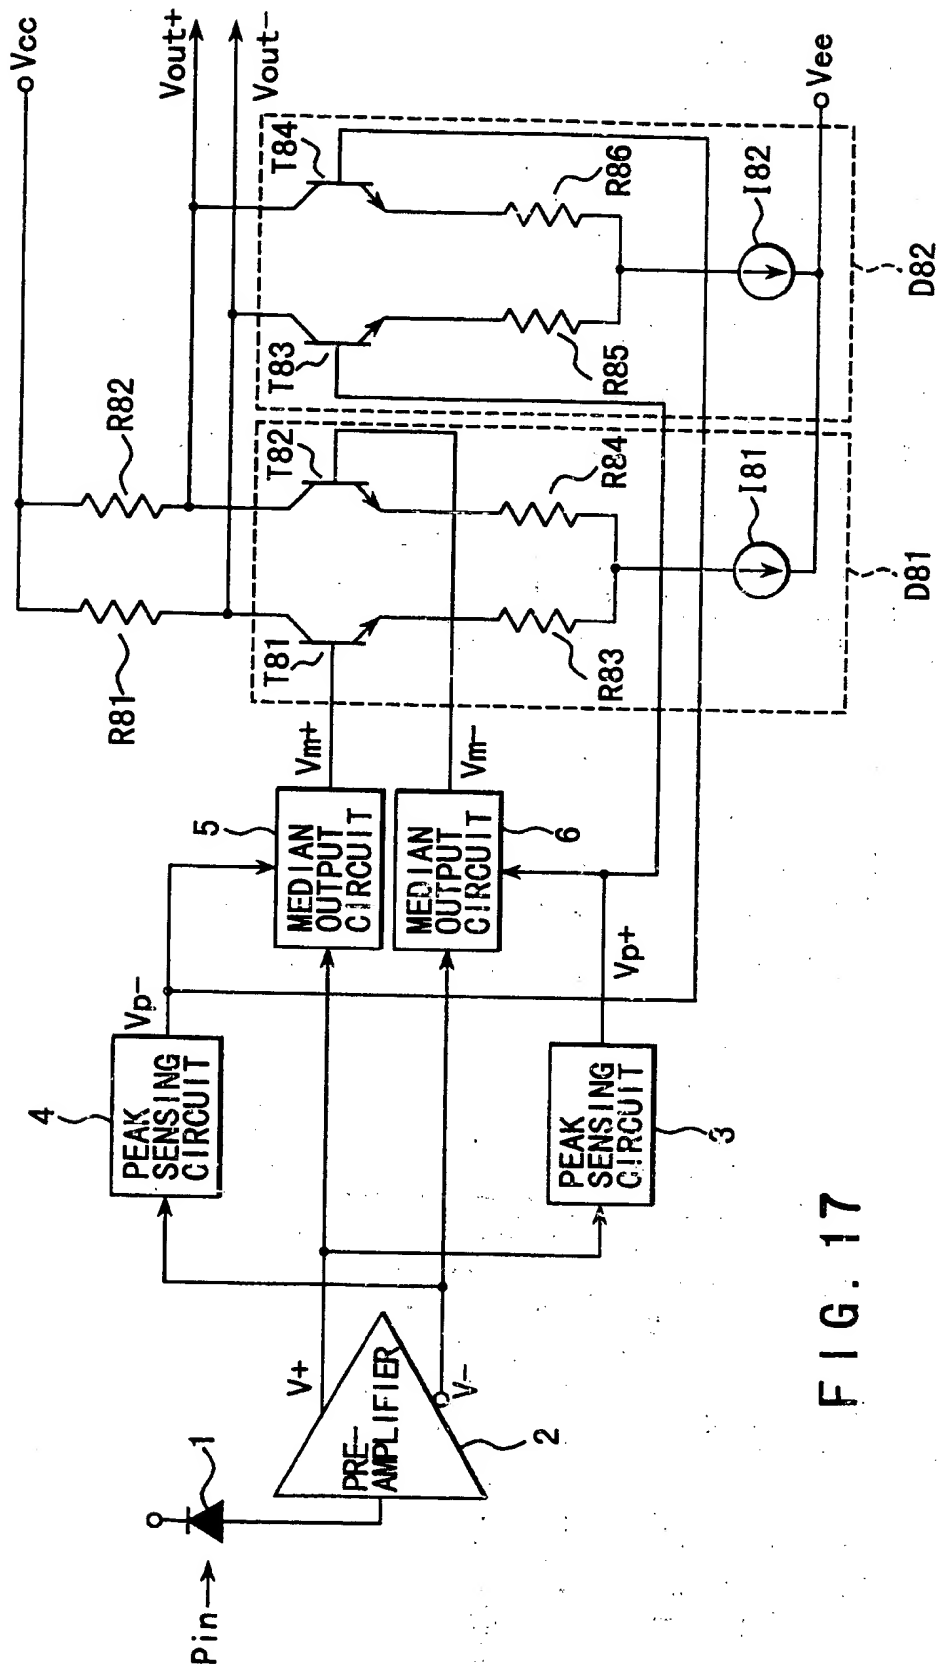 Pin
1
PRE-
AMPLIFIER
2
V+
V-
4
PEAK
SENSING
CIRCUIT
Vp-
PEAK
SENSING
CIRCUIT
3
Vp+
5
MEDIAN
OUTPUT
CIRCUIT
Vm+
MEDIAN
OUTPUT
CIRCUIT
6
Vm-
R81
R82
Vcc
Vout+
Vout-
T81
T82
T83
T84
R83
R84
R85
R86
I81
I82
Vee
D81
D82
FIG. 17